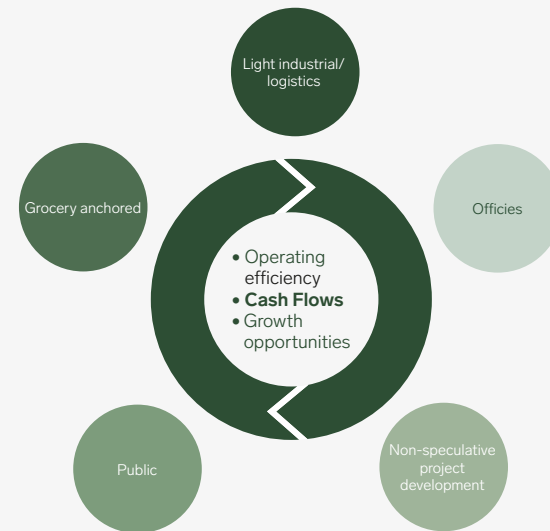 Light industrial/
logistics
Grocery anchored
Officies
• Operating
efficiency
• Cash Flows
• Growth
opportunities
Public
Non-speculative
project
development